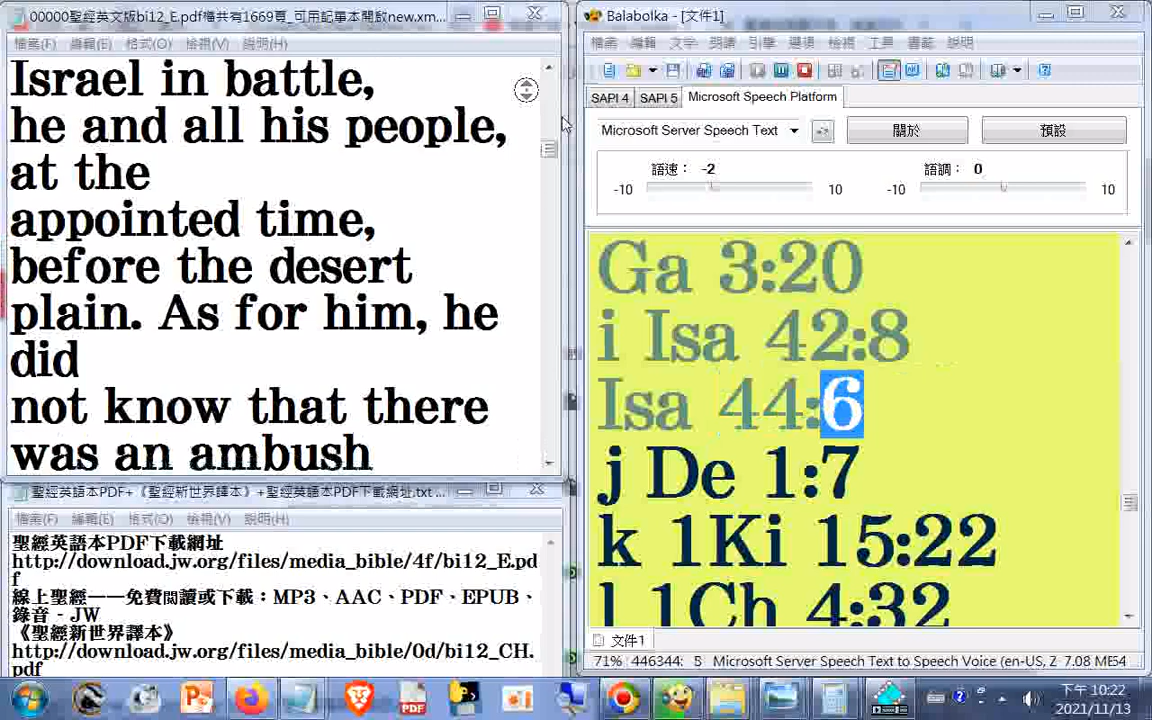 00000聖經英文版bi12_E.pdf檔共有1669頁_可用記事本開啟new.xm...
檔案(F) 編輯(E) 格式(O) 檢視(V) 說明(H)
Israel in battle,
he and all his people,
at the
appointed time,
before the desert
plain. As for him, he
did
not know that there
was an ambush
聖經英語本PDF+《聖經新世界譯本》+聖經英語本PDF下載網址.txt ...
檔案(F) 編輯(E) 格式(O) 檢視(V) 說明(H)
聖經英語本PDF下載網址
http://download.jw.org/files/media_bible/4f/bi12_E.pd
f
線上聖經——免費閱讀或下載：MP3、AAC、PDF、EPUB、
錄音 - JW
《聖經新世界譯本》
http://download.jw.org/files/media_bible/0d/bi12_CH.
pdf
Balabolka - [文件1]
檔案 編輯 文字 朗讀 引擎 選項 檢視 工具 書籤 說明
SAPI 4 SAPI 5 Microsoft Speech Platform
Microsoft Server Speech Text 關於 預設
語速： -2 語調： 0
-10 10 -10 10
Ga 3:20
i Isa 42:8
Isa 44:6
j De 1:7
k 1Ki 15:22
l 1Ch 4:32
文件1
71% 446344: 8 Microsoft Server Speech Text to Speech Voice (en-US, Z 7.08 ME54
PDF
下午 10:22
2021/11/13